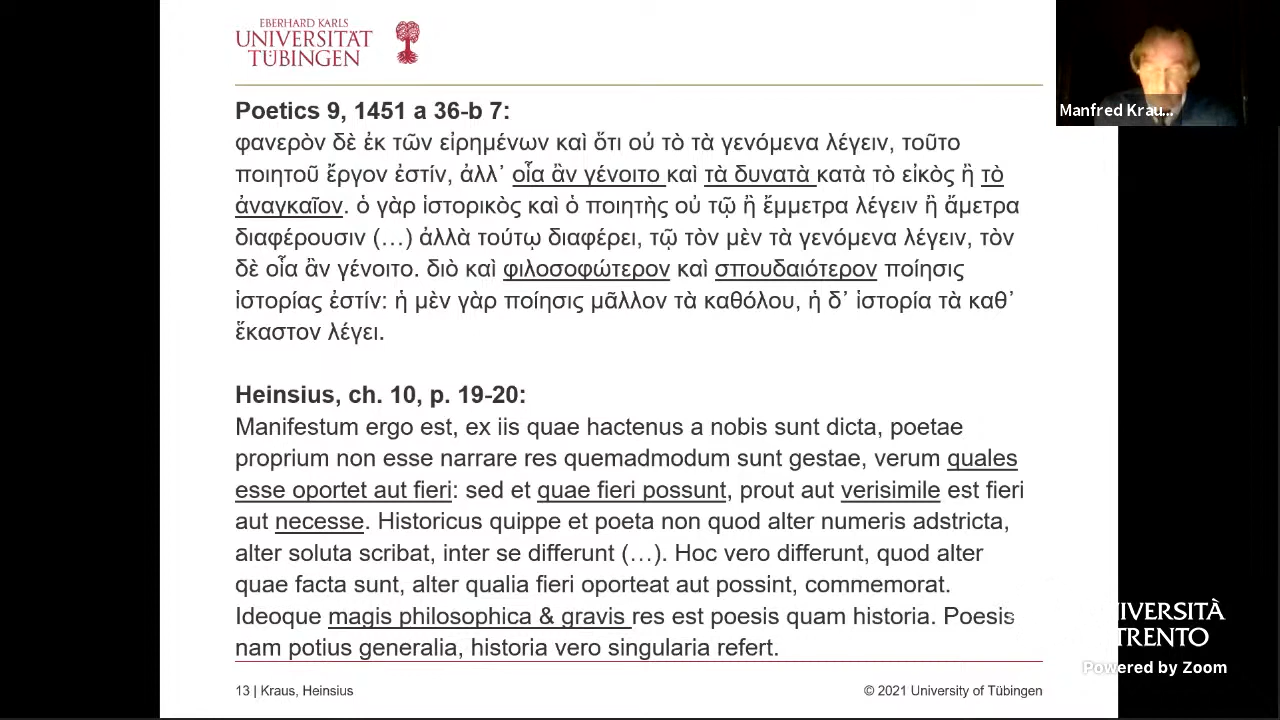 EBERHARD KARLS
UNIVERSITÄT
TÜBINGEN
Manfred Krau...
Poetics 9, 1451 a 36-b 7:
φανερὸν δὲ ἐκ τῶν εἰρημένων καὶ ὅτι οὐ τὸ τὰ γενόμενα λέγειν, τοῦτο
ποιητοῦ ἔργον ἐστίν, ἀλλ᾽ οἷα ἂν γένοιτο καὶ τὰ δυνατὰ κατὰ τὸ εἰκὸς ἢ τὸ
ἀναγκαῖον. ὁ γὰρ ἱστορικὸς καὶ ὁ ποιητὴς οὐ τῷ ἢ ἔμμετρα λέγειν ἢ ἄμετρα
διαφέρουσιν (…) ἀλλὰ τούτῳ διαφέρει, τῷ τὸν μὲν τὰ γενόμενα λέγειν, τὸν
δὲ οἷα ἂν γένοιτο. διὸ καὶ φιλοσοφώτερον καὶ σπουδαιότερον ποίησις
ἱστορίας ἐστίν: ἡ μὲν γὰρ ποίησις μᾶλλον τὰ καθόλου, ἡ δ᾽ ἱστορία τὰ καθ᾽
ἕκαστον λέγει.
Heinsius, ch. 10, p. 19-20:
Manifestum ergo est, ex iis quae hactenus a nobis sunt dicta, poetae
proprium non esse narrare res quemadmodum sunt gestae, verum quales
esse oportet aut fieri: sed et quae fieri possunt, prout aut verisimile est fieri
aut necesse. Historicus quippe et poeta non quod alter numeris adstricta,
alter soluta scribat, inter se differunt (…). Hoc vero differunt, quod alter
quae facta sunt, alter qualia fieri oporteat aut possint, commemorat.
Ideoque magis philosophica & gravis res est poesis quam historia. Poesis
nam potius generalia, historia vero singularia refert.
13 | Kraus, Heinsius
© 2021 University of Tübingen
Powered by Zoom